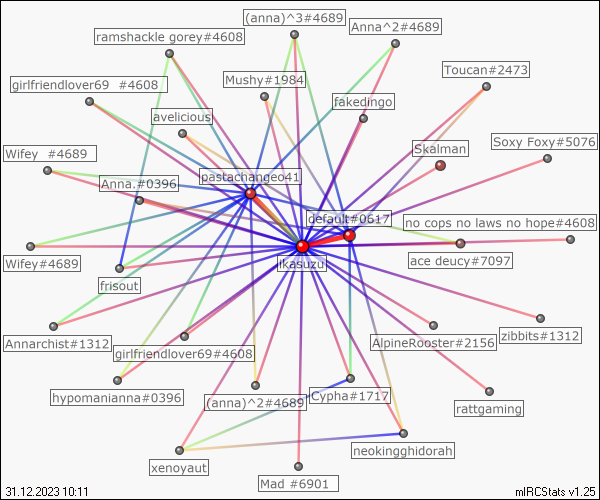 (anna)^3#4689
Anna^2#4689
ramshackle gorey#4608
Toucan#2473
Mushy#1984
girlfriendlover69 #4608
fakedingo
avelicious
Soxy Foxy#5076
Skalman
Wifey #4689
pastachangeo41
Anna.#0396
default#0617
no cops no laws no hope#4608
ikasuzu
Wifey#4689
ace deucy#7097
frisout
Annarchist#1312
zibbits#1312
AlpineRooster#2156
girlfriendlover69#4608
hypomanianna#0396
(anna)^2#4689
Cypha#1717
rattgaming
neokingghidorah
xenoyaut
Mad #6901
31.12.2023 10:11
mIRCStats v1.25